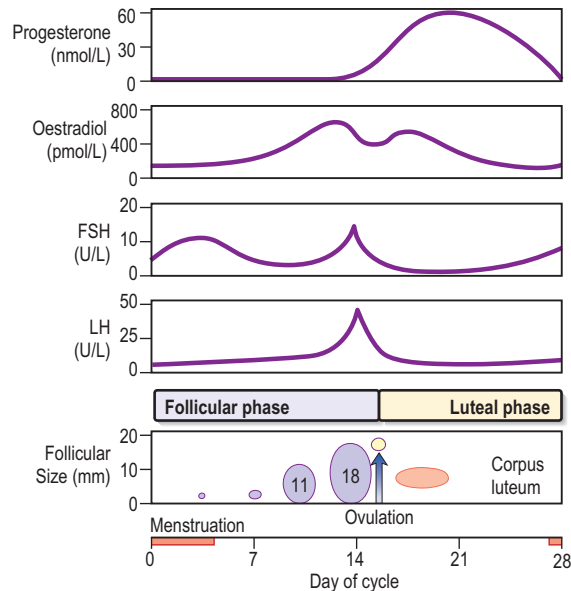 Progesterone
(nmol/L)
60
30
0
Oestradiol
(pmol/L)
800
400
0
FSH
(U/L)
20
10
0
LH
(U/L)
50
25
0
Follicular phase
Luteal phase
Follicular
Size (mm)
20
10
0
11
18
Corpus
luteum
Menstruation
Ovulation
0
7
14
21
28
Day of cycle